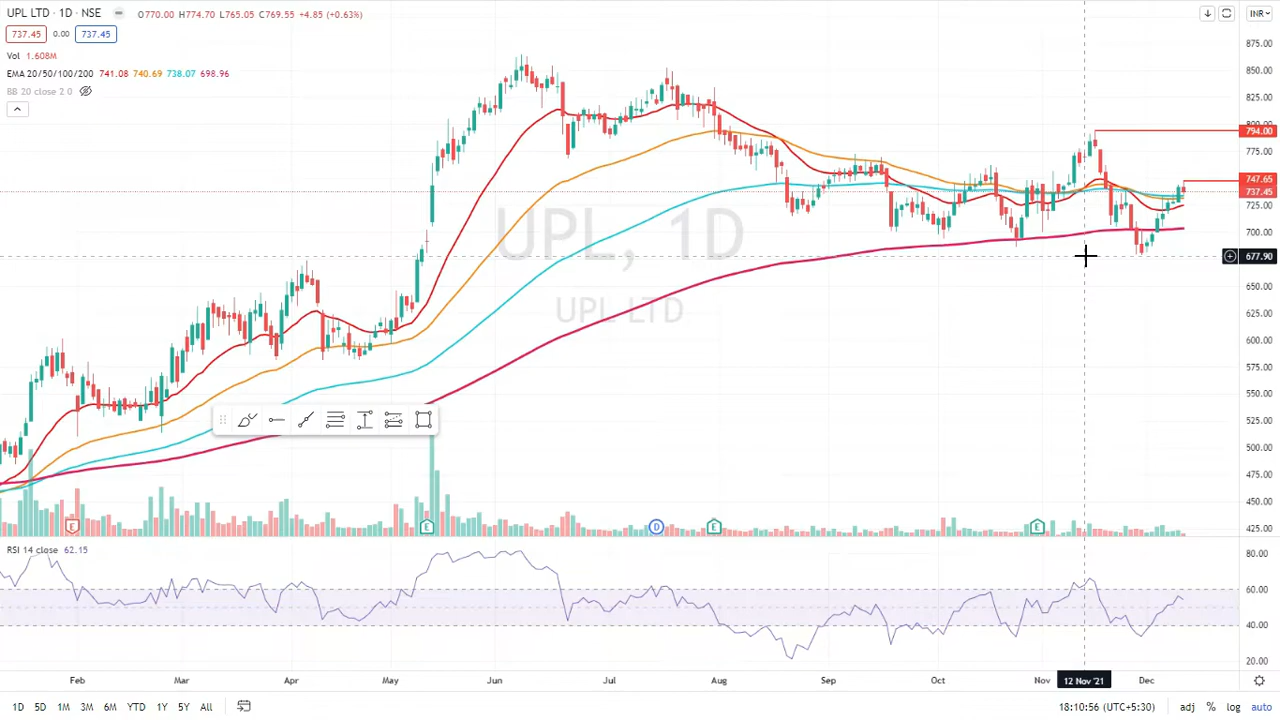 UPL LTD · 1D · NSE O770.00 H774.70 L765.05 C769.55 +4.85 (+0.63%)
737.45 0.00 737.45
Vol 1.608M
EMA 20/50/100/200 741.08 740.69 738.07 698.96
BB 20 close 2 0
INR
875.00
850.00
825.00
800.00
794.00
775.00
747.65
737.45
725.00
700.00
677.90
650.00
625.00
600.00
575.00
550.00
525.00
500.00
475.00
450.00
425.00
UPL, 1D
UPL LTD
E E D E E
RSI 14 close 62.15
80.00
60.00
40.00
20.00
Feb Mar Apr May Jun Jul Aug Sep Oct Nov 12 Nov '21 Dec
1D 5D 1M 3M 6M YTD 1Y 5Y All 18:10:56 (UTC+5:30) adj % log auto